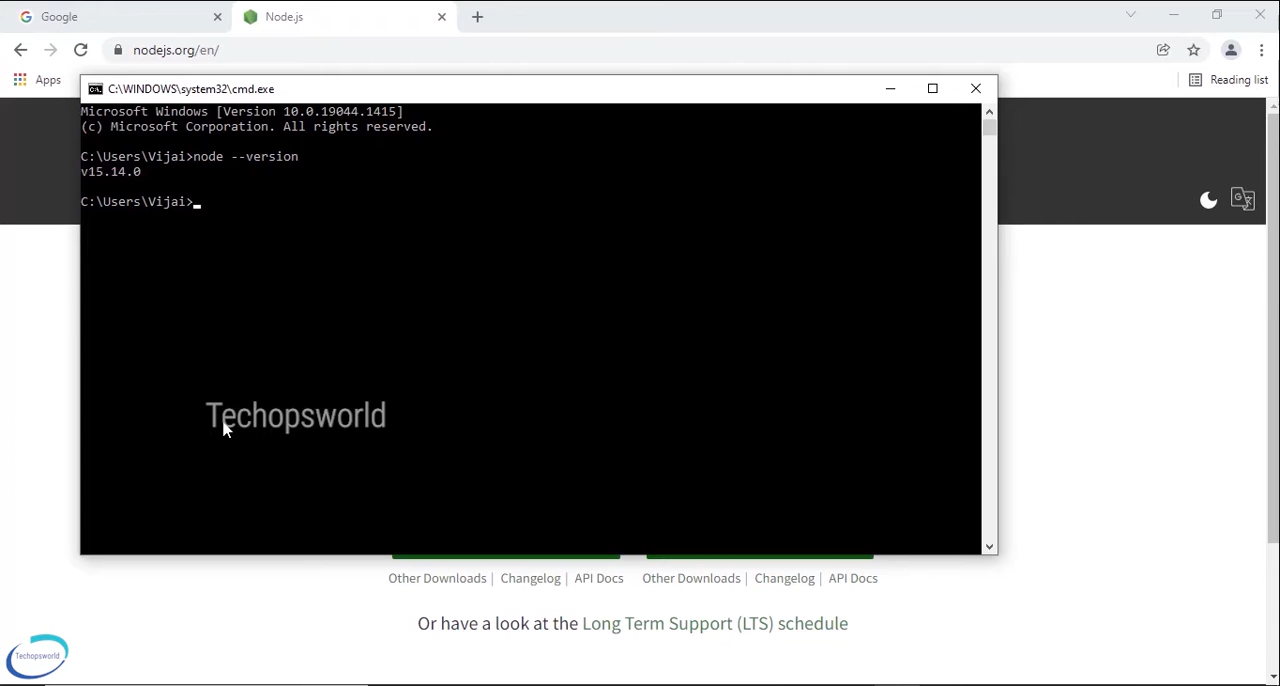 Google
Node.js
nodejs.org/en/
Apps
Reading list
C:\WINDOWS\system32\cmd.exe
Microsoft Windows [Version 10.0.19044.1415]
(c) Microsoft Corporation. All rights reserved.
C:\Users\Vijai>node --version
v15.14.0
C:\Users\Vijai>
Techopsworld
Other Downloads | Changelog | API Docs Other Downloads | Changelog | API Docs
Or have a look at the Long Term Support (LTS) schedule
Techopsworld